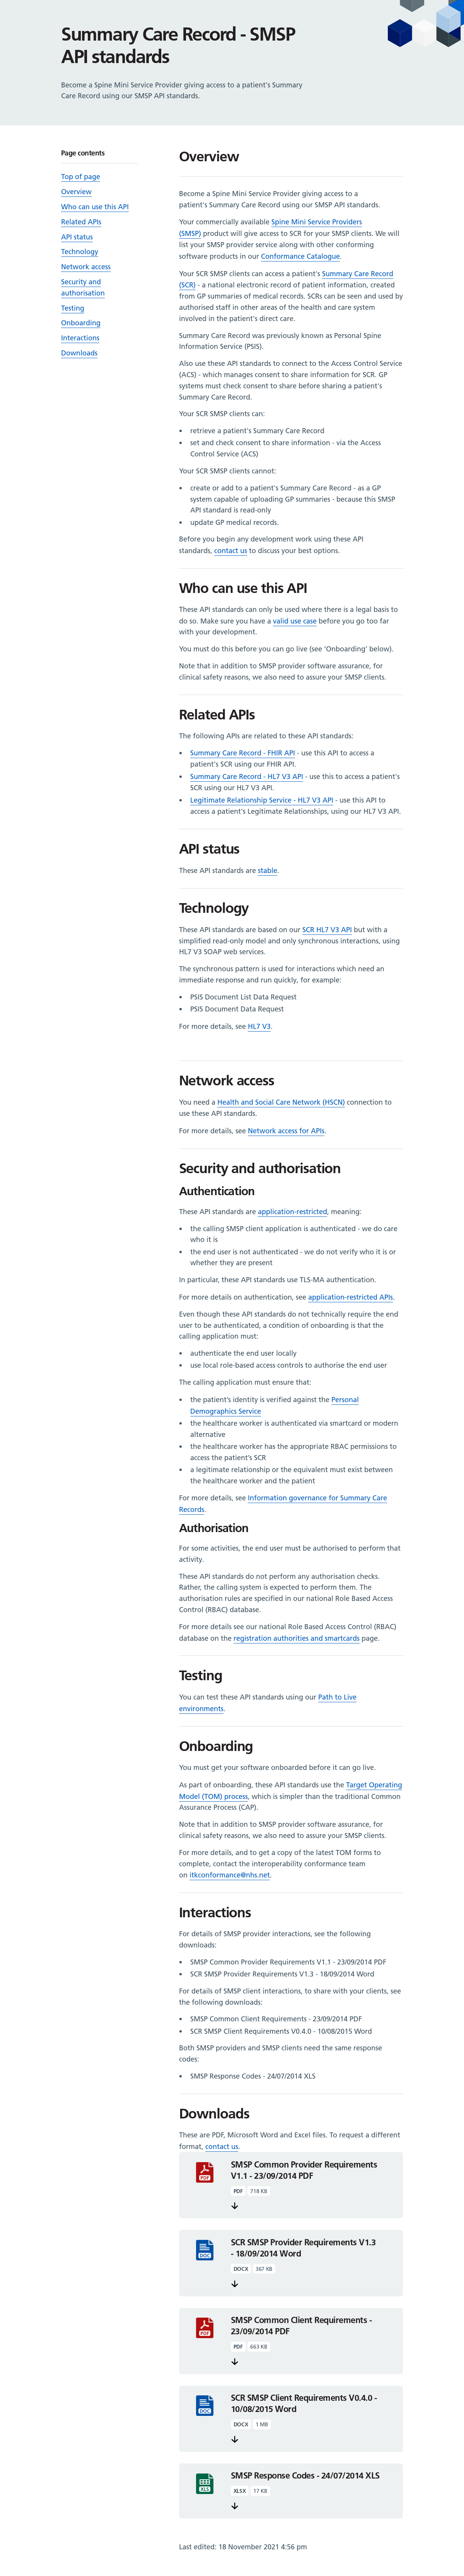 Summary Care Record - SMSP
API standards
Become a Spine Mini Service Provider giving access to a patient's Summary
Care Record using our SMSP API standards.
Page contents
Top of page
Overview
Who can use this API
Related APIs
API status
Technology
Network access
Security and
authorisation
Testing
Onboarding
Interactions
Downloads
Overview
Become a Spine Mini Service Provider giving access to a
patient's Summary Care Record using our SMSP API standards.
Your commercially available Spine Mini Service Providers
(SMSP) product will give access to SCR for your SMSP clients. We will
list your SMSP provider service along with other conforming
software products in our Conformance Catalogue.
Your SCR SMSP clients can access a patient's Summary Care Record
(SCR) - a national electronic record of patient information, created
from GP summaries of medical records. SCRs can be seen and used by
authorised staff in other areas of the health and care system
involved in the patient's direct care.
Summary Care Record was previously known as Personal Spine
Information Service (PSIS).
Also use these API standards to connect to the Access Control Service
(ACS) - which manages consent to share information for SCR. GP
systems must check consent to share before sharing a patient's
Summary Care Record.
Your SCR SMSP clients can:
• retrieve a patient's Summary Care Record
• set and check consent to share information - via the Access
Control Service (ACS)
Your SCR SMSP clients cannot:
• create or add to a patient's Summary Care Record - as a GP
system capable of uploading GP summaries - because this SMSP
API standard is read-only
• update GP medical records.
Before you begin any development work using these API
standards, contact us to discuss your best options.
Who can use this API
These API standards can only be used where there is a legal basis to
do so. Make sure you have a valid use case before you go too far
with your development.
You must do this before you can go live (see 'Onboarding' below).
Note that in addition to SMSP provider software assurance, for
clinical safety reasons, we also need to assure your SMSP clients.
Related APIs
The following APIs are related to these API standards:
• Summary Care Record - FHIR API - use this API to access a
patient's SCR using our FHIR API.
• Summary Care Record - HL7 V3 API - use this to access a patient's
SCR using our HL7 V3 API.
• Legitimate Relationship Service - HL7 V3 API - use this API to
access a patient's Legitimate Relationships, using our HL7 V3 API.
API status
These API standards are stable.
Technology
These API standards are based on our SCR HL7 V3 API but with a
simplified read-only model and only synchronous interactions, using
HL7 V3 SOAP web services.
The synchronous pattern is used for interactions which need an
immediate response and run quickly, for example:
• PSIS Document List Data Request
• PSIS Document Data Request
For more details, see HL7 V3.
Network access
You need a Health and Social Care Network (HSCN) connection to
use these API standards.
For more details, see Network access for APIs.
Security and authorisation
Authentication
These API standards are application-restricted, meaning:
• the calling SMSP client application is authenticated - we do care
who it is
• the end user is not authenticated - we do not verify who it is or
whether they are present
In particular, these API standards use TLS-MA authentication.
For more details on authentication, see application-restricted APIs.
Even though these API standards do not technically require the end
user to be authenticated, a condition of onboarding is that the
calling application must:
• authenticate the end user locally
• use local role-based access controls to authorise the end user
The calling application must ensure that:
• the patient's identity is verified against the Personal
Demographics Service
• the healthcare worker is authenticated via smartcard or modern
alternative
• the healthcare worker has the appropriate RBAC permissions to
access the patient's SCR
• a legitimate relationship or the equivalent must exist between
the healthcare worker and the patient
For more details, see Information governance for Summary Care
Records.
Authorisation
For some activities, the end user must be authorised to perform that
activity.
These API standards do not perform any authorisation checks.
Rather, the calling system is expected to perform them. The
authorisation rules are specified in our national Role Based Access
Control (RBAC) database.
For more details see our national Role Based Access Control (RBAC)
database on the registration authorities and smartcards page.
Testing
You can test these API standards using our Path to Live
environments.
Onboarding
You must get your software onboarded before it can go live.
As part of onboarding, these API standards use the Target Operating
Model (TOM) process, which is simpler than the traditional Common
Assurance Process (CAP).
Note that in addition to SMSP provider software assurance, for
clinical safety reasons, we also need to assure your SMSP clients.
For more details, and to get a copy of the latest TOM forms to
complete, contact the interoperability conformance team
on itkconformance@nhs.net.
Interactions
For details of SMSP provider interactions, see the following
downloads:
• SMSP Common Provider Requirements V1.1 - 23/09/2014 PDF
• SCR SMSP Provider Requirements V1.3 - 18/09/2014 Word
For details of SMSP client interactions, to share with your clients, see
the following downloads:
• SMSP Common Client Requirements - 23/09/2014 PDF
• SCR SMSP Client Requirements V0.4.0 - 10/08/2015 Word
Both SMSP providers and SMSP clients need the same response
codes:
• SMSP Response Codes - 24/07/2014 XLS
Downloads
These are PDF, Microsoft Word and Excel files. To request a different
format, contact us.
PDF
SMSP Common Provider Requirements
V1.1 - 23/09/2014 PDF
PDF 718 KB
DOC
SCR SMSP Provider Requirements V1.3
- 18/09/2014 Word
DOCX 367 KB
PDF
SMSP Common Client Requirements -
23/09/2014 PDF
PDF 663 KB
DOC
SCR SMSP Client Requirements V0.4.0 -
10/08/2015 Word
DOCX 1 MB
XLS
SMSP Response Codes - 24/07/2014 XLS
XLSX 17 KB
Last edited: 18 November 2021 4:56 pm